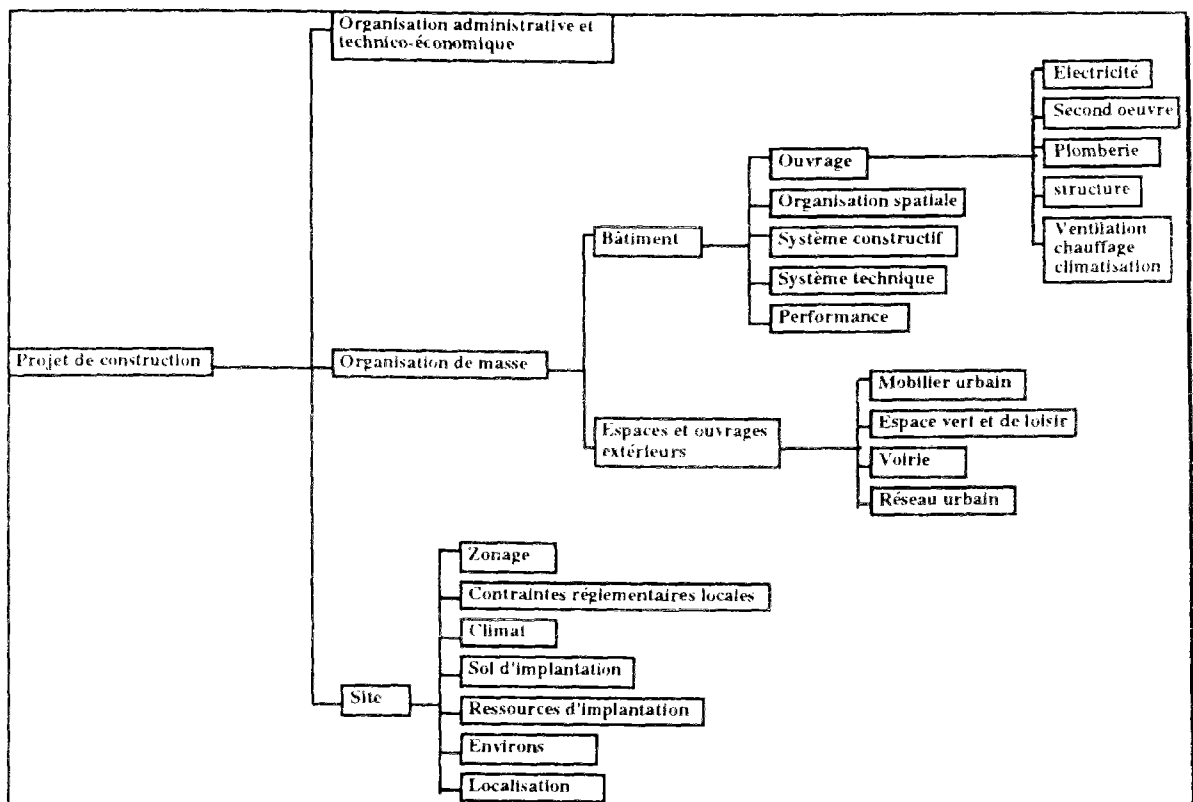 Organisation administrative et
technico-économique
Electricité
Second oeuvre
Plomberie
structure
Ventilation
chauffage
climatisation
Ouvrage
Organisation spatiale
Système constructif
Système technique
Performance
Bâtiment
Projet de construction
Organisation de masse
Espaces et ouvrages
extérieurs
Mobilier urbain
Espace vert et de loisir
Voirie
Réseau urbain
Site
Zonage
Contraintes réglementaires locales
Climat
Sol d'implantation
Ressources d'implantation
Environs
Localisation